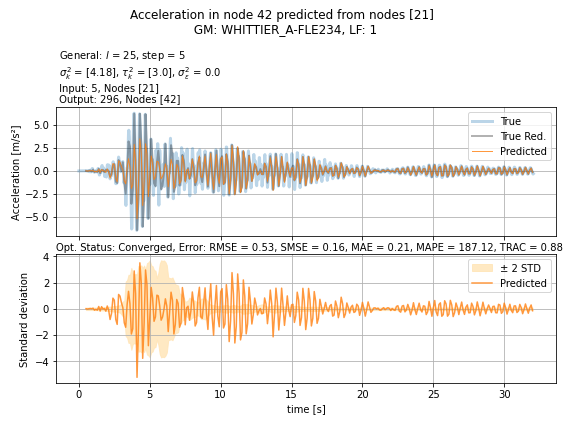 Acceleration in node 42 predicted from nodes [21]
GM: WHITTIER_A-FLE234, LF: 1
General: l = 25, step = 5
σ²ₖ = [4.18], τ²ₖ = [3.0], σ²ε = 0.0
Input: 5, Nodes [21]
Output: 296, Nodes [42]
5.0
2.5
0.0
−2.5
−5.0
Acceleration [m/s²]
True
True Red.
Predicted
Opt. Status: Converged, Error: RMSE = 0.53, SMSE = 0.16, MAE = 0.21, MAPE = 187.12, TRAC = 0.88
4
2
0
−2
−4
Standard deviation
± 2 STD
Predicted
0 5 10 15 20 25 30
time [s]